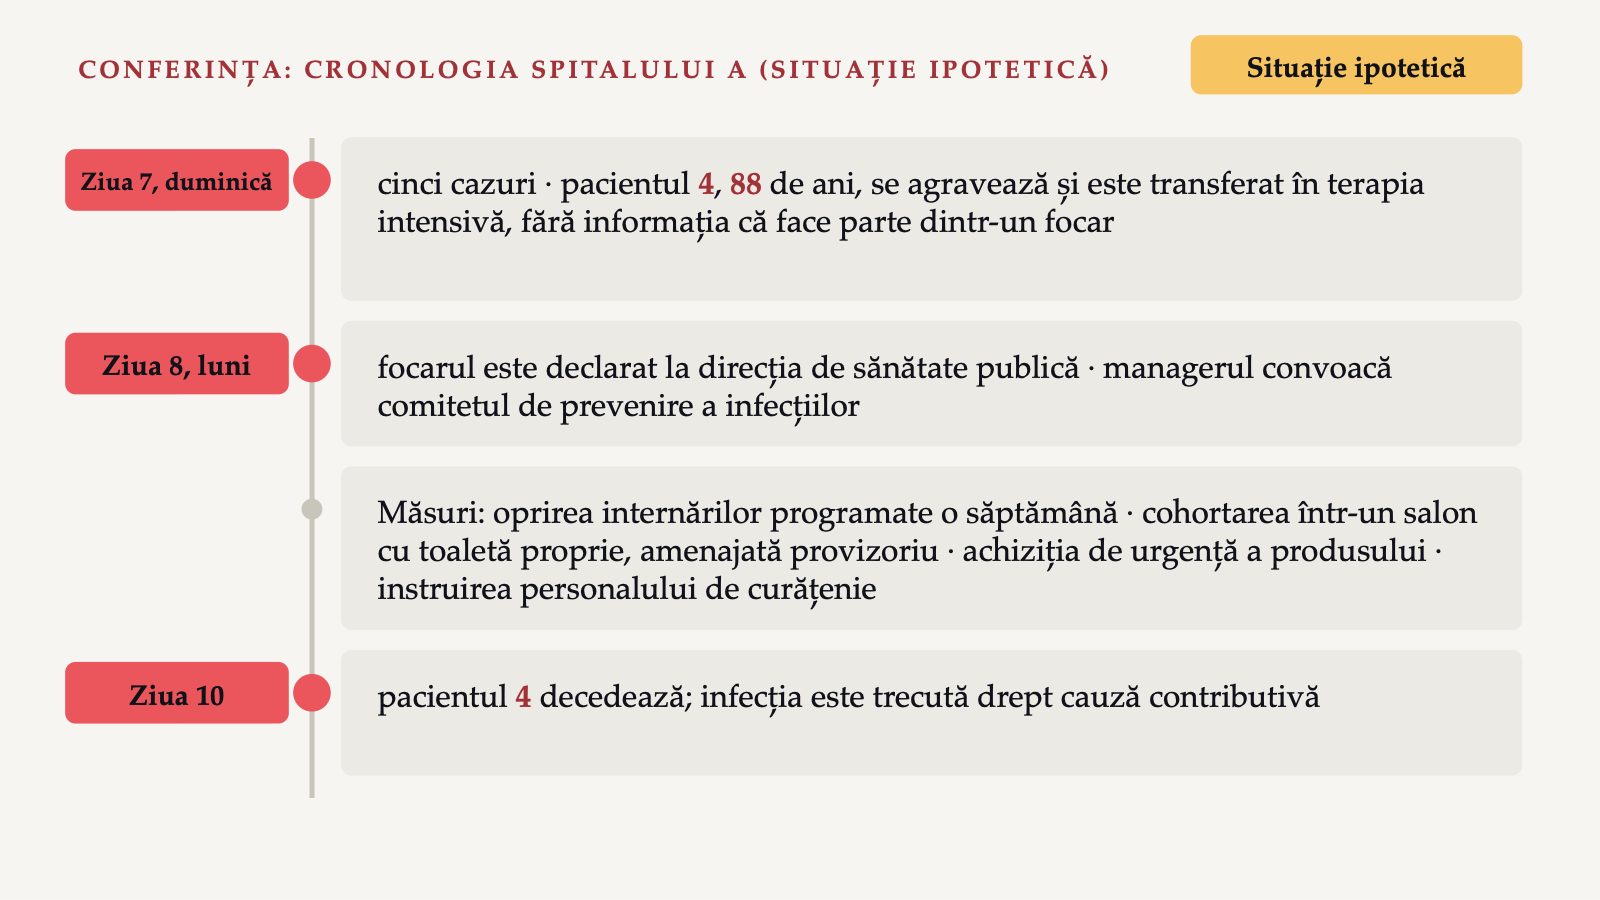 CONFERINȚA: CRONOLOGIA SPITALULUI A (SITUAȚIE IPOTETICĂ)
Situație ipotetică
Ziua 7, duminică
cinci cazuri · pacientul 4, 88 de ani, se agravează și este transferat în terapia
intensivă, fără informația că face parte dintr-un focar
Ziua 8, luni
focarul este declarat la direcția de sănătate publică · managerul convoacă
comitetul de prevenire a infecțiilor
Măsuri: oprirea internărilor programate o săptămână · cohortarea într-un salon
cu toaletă proprie, amenajată provizoriu · achiziția de urgență a produsului ·
instruirea personalului de curățenie
Ziua 10
pacientul 4 decedează; infecția este trecută drept cauză contributivă